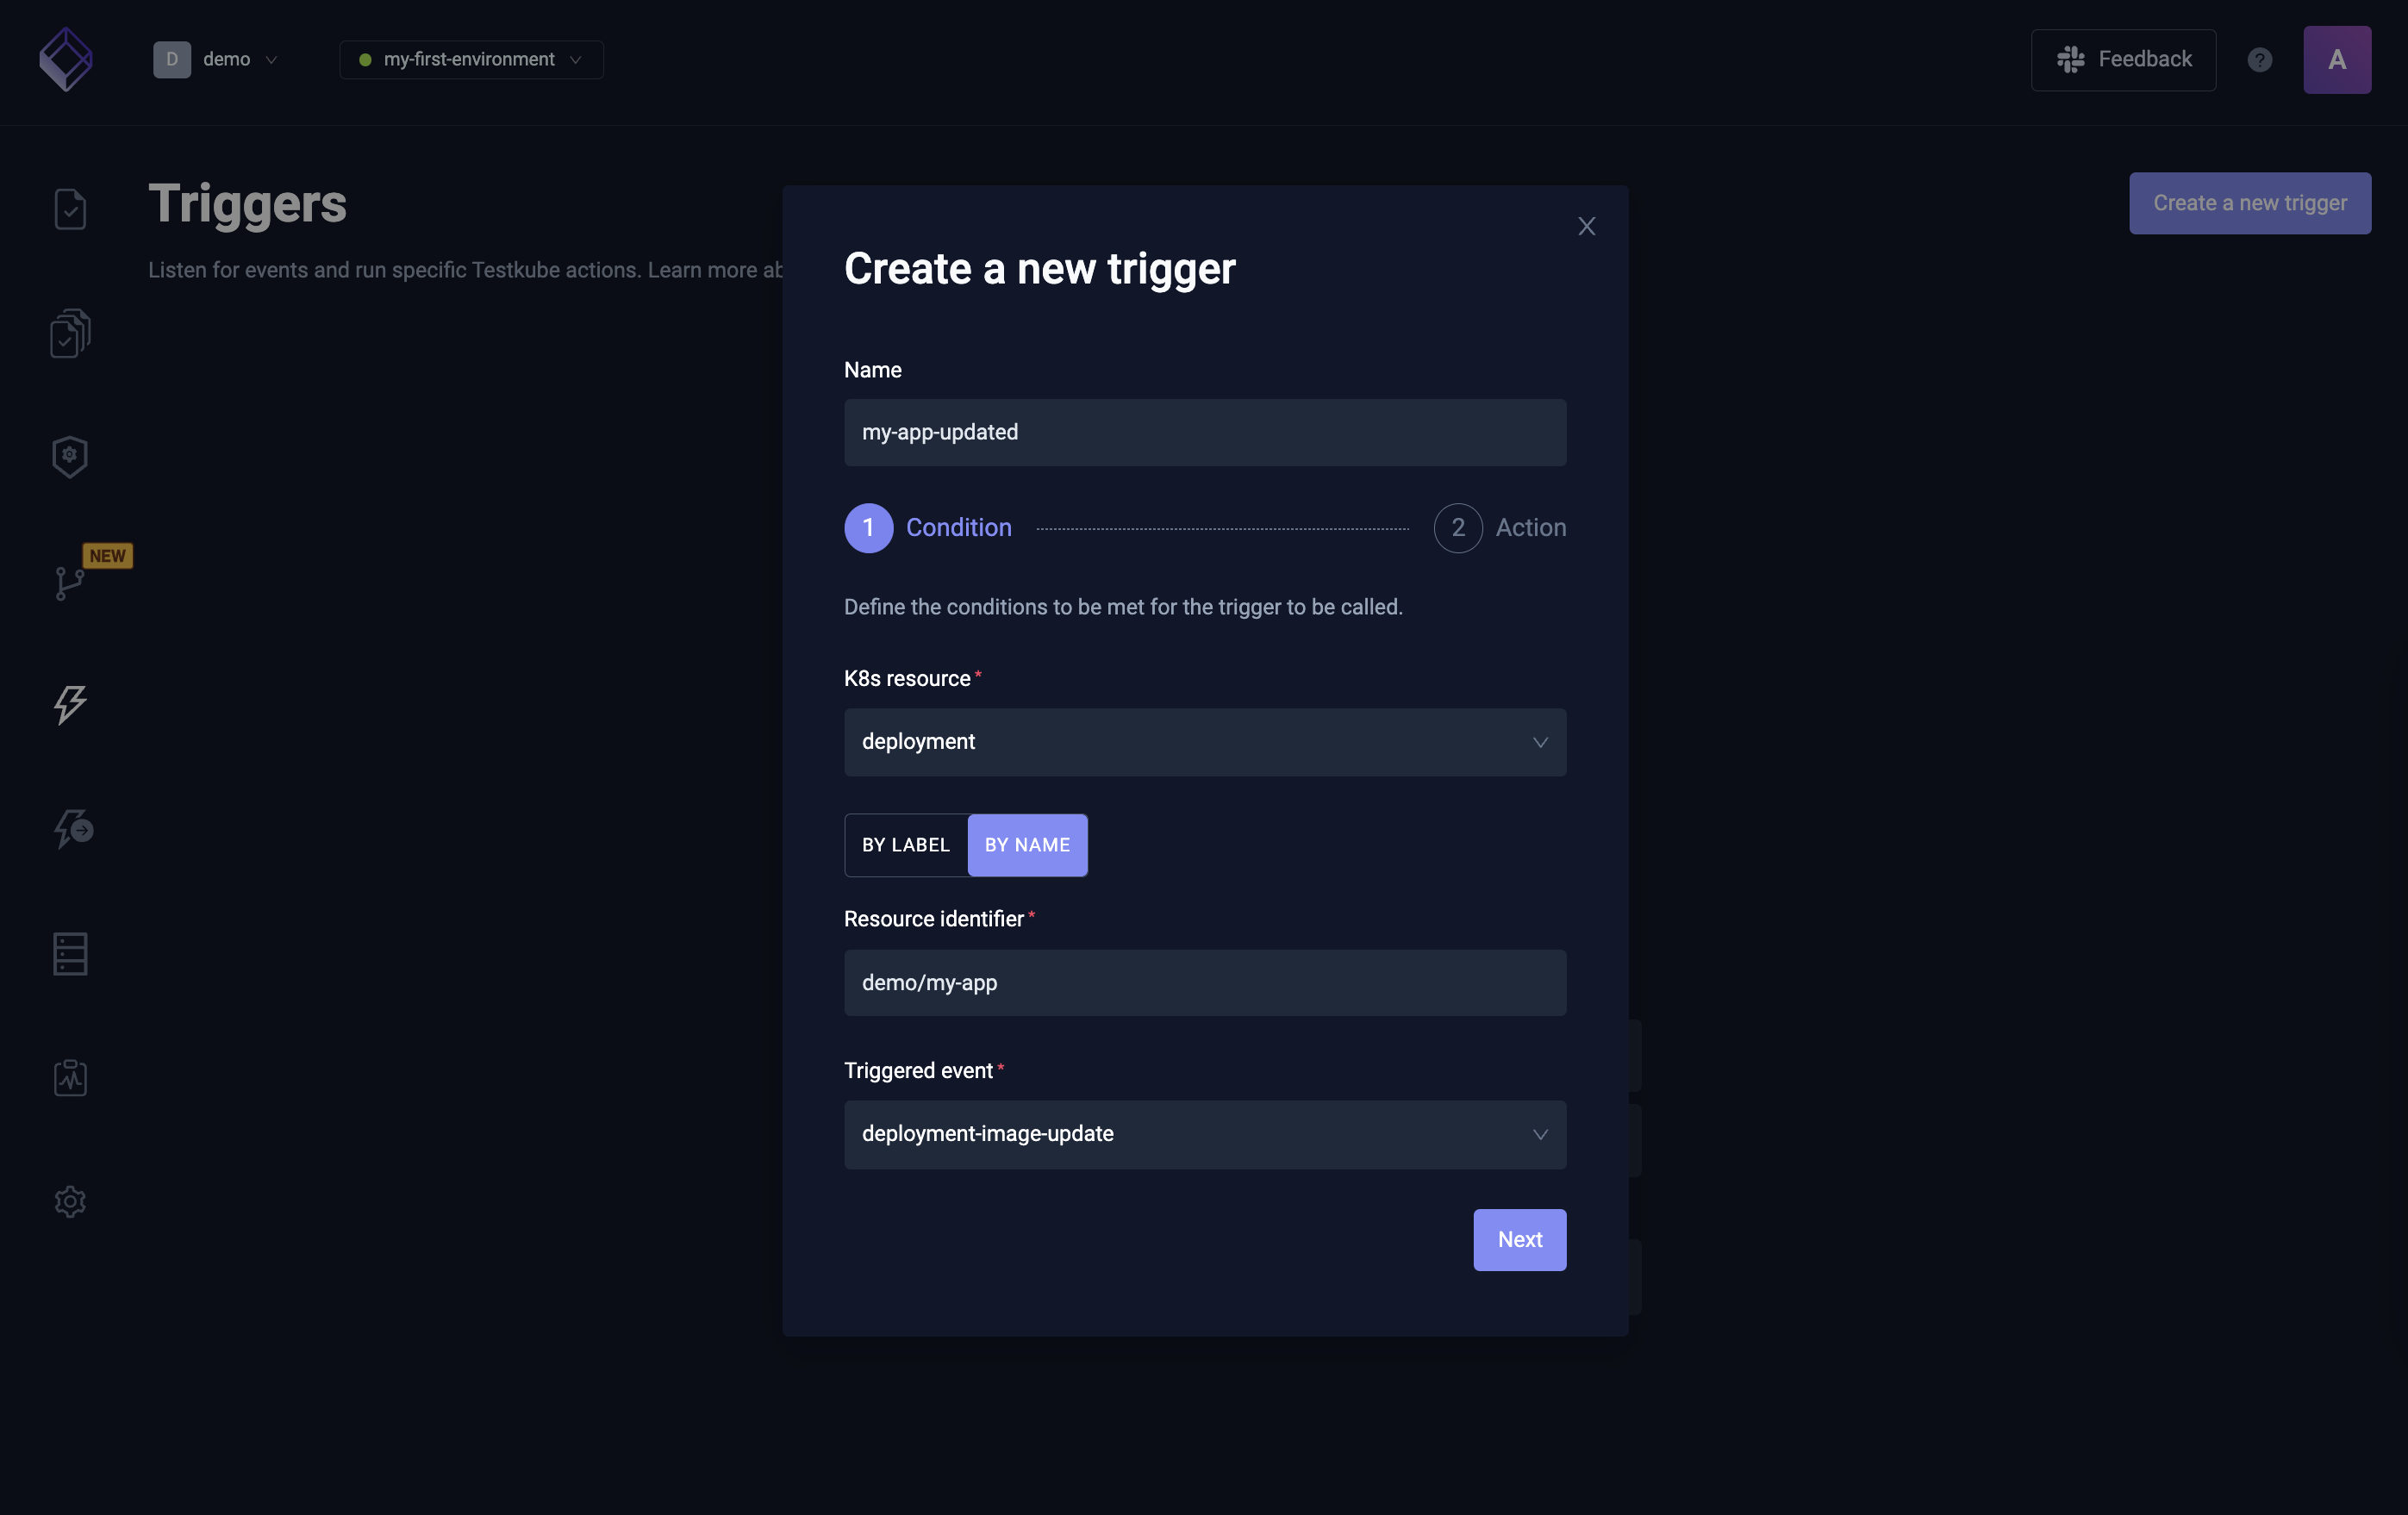 D demo
my-first-environment
Feedback
?
A
Triggers
Create a new trigger
Listen for events and run specific Testkube actions. Learn more ab
NEW
Create a new trigger
Name
my-app-updated
1 Condition
2 Action
Define the conditions to be met for the trigger to be called.
K8s resource*
deployment
BY LABEL
BY NAME
Resource identifier*
demo/my-app
Triggered event*
deployment-image-update
Next